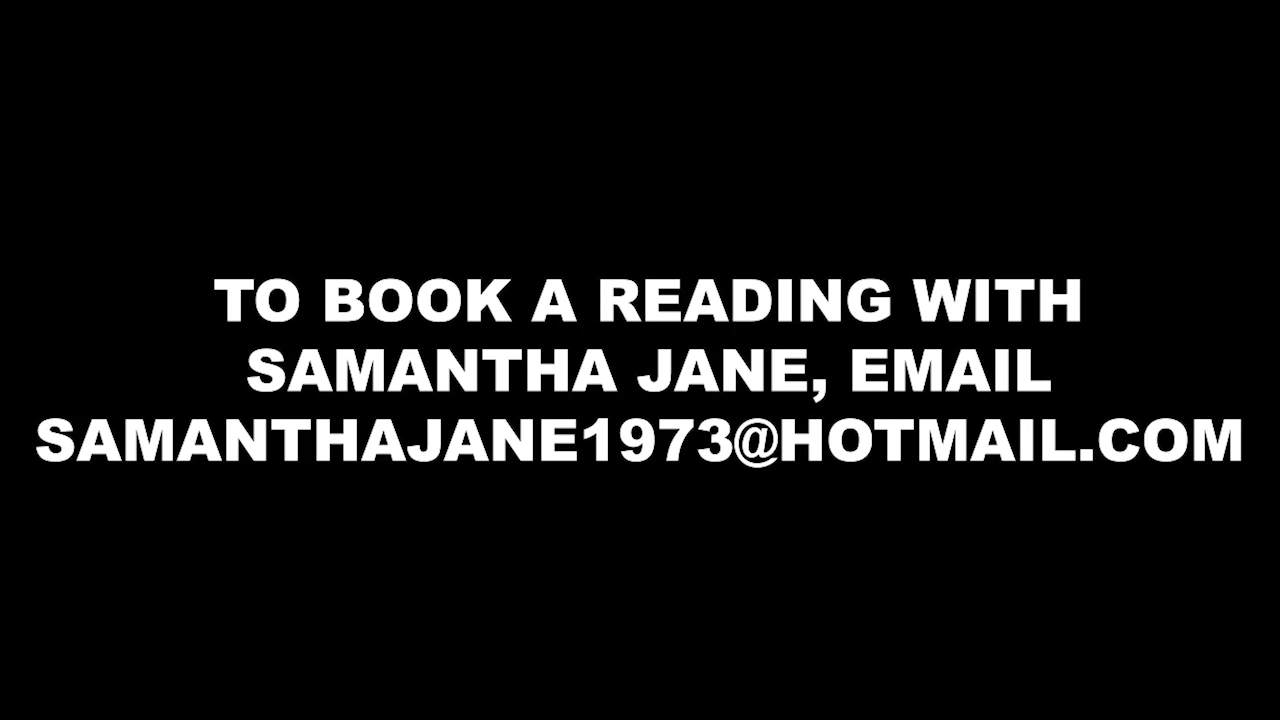 TO BOOK A READING WITH
SAMANTHA JANE, EMAIL
SAMANTHAJANE1973@HOTMAIL.COM